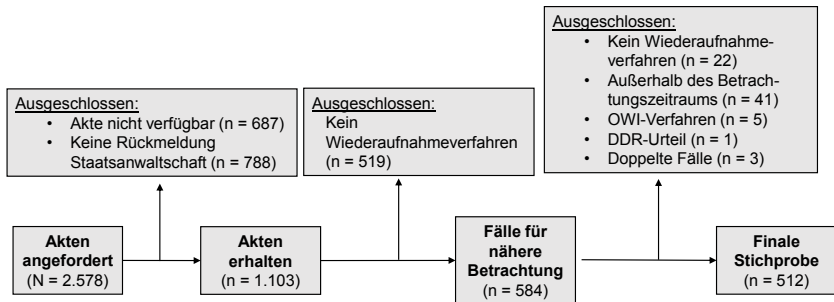 Ausgeschlossen:
• Akte nicht verfügbar (n = 687)
• Keine Rückmeldung
Staatsanwaltschaft (n = 788)
Ausgeschlossen:
Kein
Wiederaufnahmeverfahren
(n = 519)
Ausgeschlossen:
• Kein Wiederaufnahme-
verfahren (n = 22)
• Außerhalb des Betrach-
tungszeitraums (n = 41)
• OWI-Verfahren (n = 5)
• DDR-Urteil (n = 1)
• Doppelte Fälle (n = 3)
Akten
angefordert
(N = 2.578)
Akten
erhalten
(n = 1.103)
Fälle für
nähere
Betrachtung
(n = 584)
Finale
Stichprobe
(n = 512)